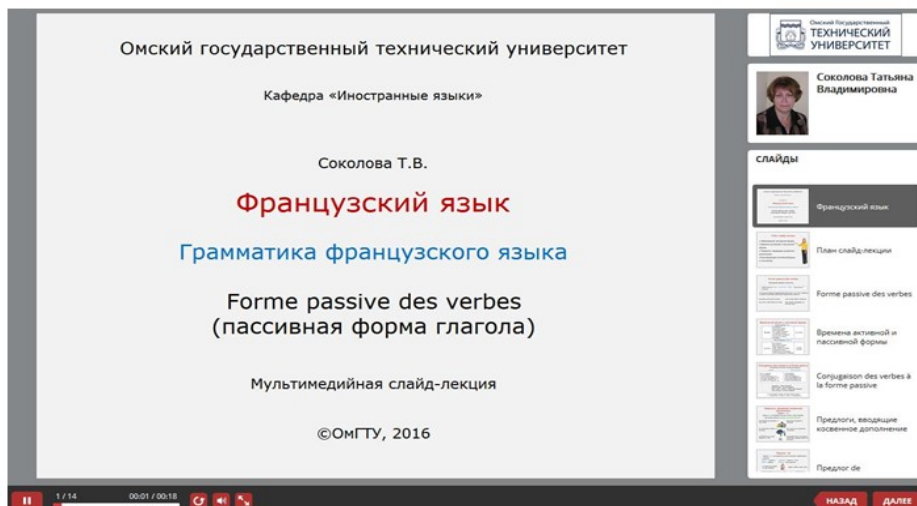 Омский государственный технический университет
Кафедра «Иностранные языки»
Соколова Т.В.
Французский язык
Грамматика французского языка
Forme passive des verbes
(пассивная форма глагола)
Мультимедийная слайд-лекция
©ОмГТУ, 2016
Омский Государственный
ТЕХНИЧЕСКИЙ
УНИВЕРСИТЕТ
Соколова Татьяна
Владимировна
СЛАЙДЫ
Французский язык
План слайд-лекции
Forme passive des verbes
Времена активной и
пассивной формы
Conjugaison des verbes à
la forme passive
Предлоги, вводящие
косвенное дополнение
Предлог de
1 / 14
00:01 / 00:18
НАЗАД
ДАЛЕЕ